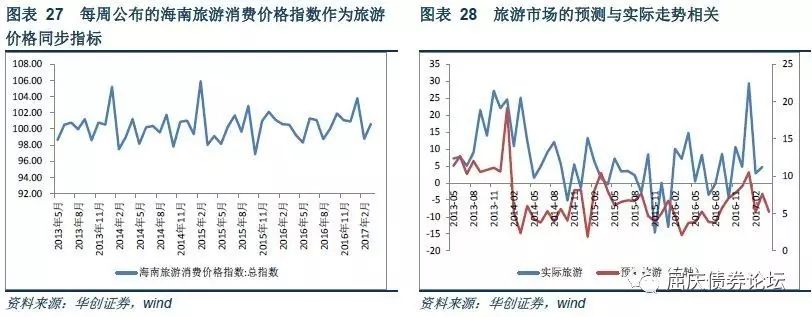 图表 27 每周公布的海南旅游消费价格指数作为旅游
价格同步指标
108.00
106.00
104.00
102.00
100.00
98.00
96.00
94.00
92.00
2013年5月
2013年8月
2013年11月
2014年2月
2014年5月
2014年8月
2014年11月
2015年2月
2015年5月
2015年8月
2015年11月
2016年2月
2016年5月
2016年8月
2016年11月
2017年2月
海南旅游消费价格指数:总指数
资料来源：华创证券，wind
图表 28 旅游市场的预测与实际走势相关
35
30
25
20
15
10
5
0
-5
-10
-15
-20
25
20
15
10
5
0
2013-05
2013-08
2013-11
2014-02
2014-05
2014-08
2014-11
2015-02
2015-05
2015-08
2015-11
2016-02
2016-05
2016-08
2016-11
2017-02
实际旅游
资料来源：华创证券，wind
屈庆债券论坛